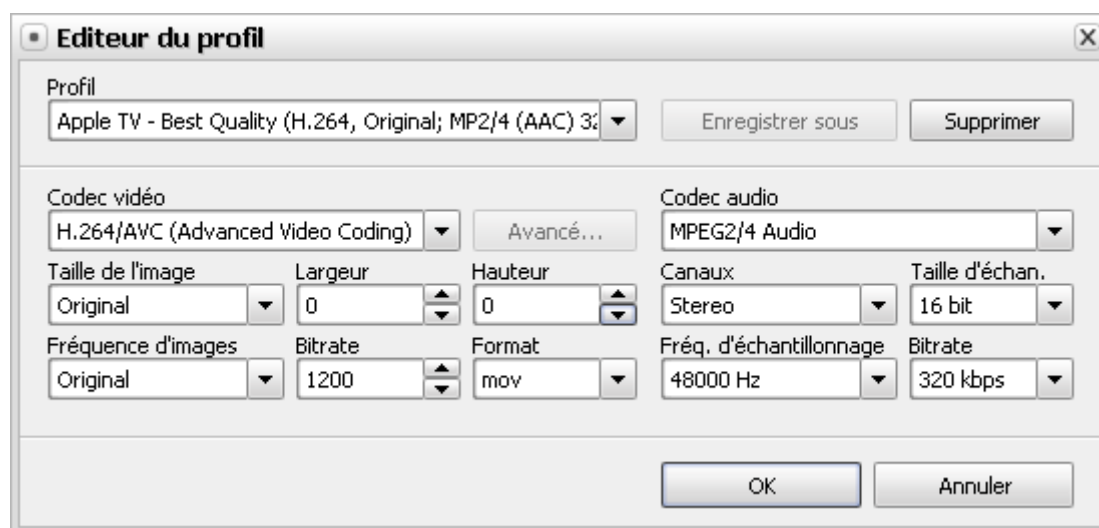 Editeur du profil
Profil
Apple TV - Best Quality (H.264, Original; MP2/4 (AAC) 32
Enregistrer sous
Supprimer
Codec vidéo
Codec audio
H.264/AVC (Advanced Video Coding)
Avancé...
MPEG2/4 Audio
Taille de l'image
Largeur
Hauteur
Canaux
Taille d'échan.
Original
0
0
Stereo
16 bit
Fréquence d'images
Bitrate
Format
Fréq. d'échantillonnage
Bitrate
Original
1200
mov
48000 Hz
320 kbps
OK
Annuler